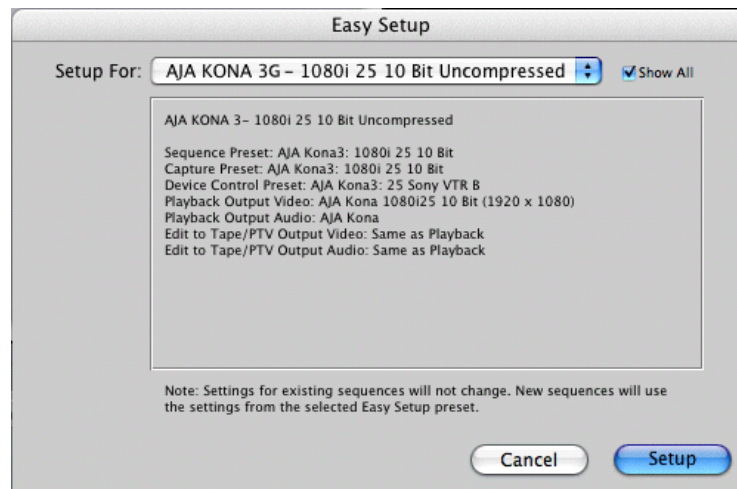 Easy Setup
Setup For: AJA KONA 3G – 1080i 25 10 Bit Uncompressed Show All
AJA KONA 3– 1080i 25 10 Bit Uncompressed
Sequence Preset: AJA Kona3: 1080i 25 10 Bit
Capture Preset: AJA Kona3: 1080i 25 10 Bit
Device Control Preset: AJA Kona3: 25 Sony VTR B
Playback Output Video: AJA Kona 1080i25 10 Bit (1920 x 1080)
Playback Output Audio: AJA Kona
Edit to Tape/PTV Output Video: Same as Playback
Edit to Tape/PTV Output Audio: Same as Playback
Note: Settings for existing sequences will not change. New sequences will use
the settings from the selected Easy Setup preset.
Cancel Setup